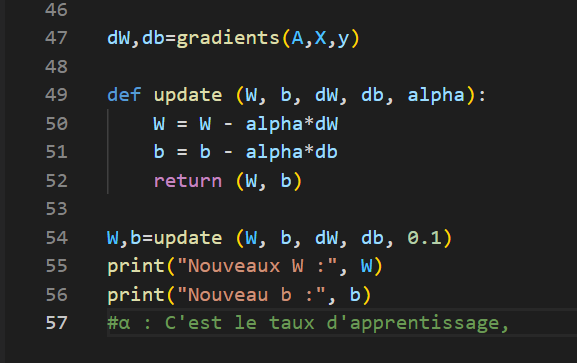 46
47 dW,db=gradients(A,X,y)
48
49 def update (W, b, dW, db, alpha):
50 W = W - alpha*dW
51 b = b - alpha*db
52 return (W, b)
53
54 W,b=update (W, b, dW, db, 0.1)
55 print("Nouveaux W :", W)
56 print("Nouveau b :", b)
57 #α : C'est le taux d'apprentissage,